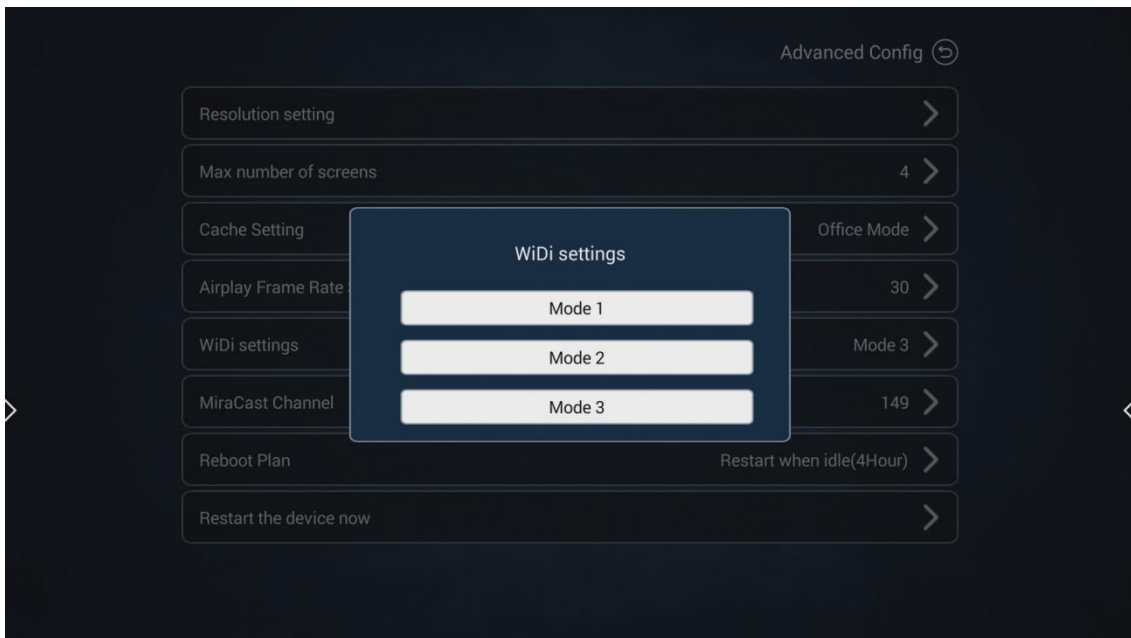 Advanced Config
Resolution setting
Max number of screens 4
Cache Setting Office Mode
Airplay Frame Rate 30
WiDi settings Mode 3
MiraCast Channel 149
Reboot Plan Restart when idle(4Hour)
Restart the device now
WiDi settings
Mode 1
Mode 2
Mode 3